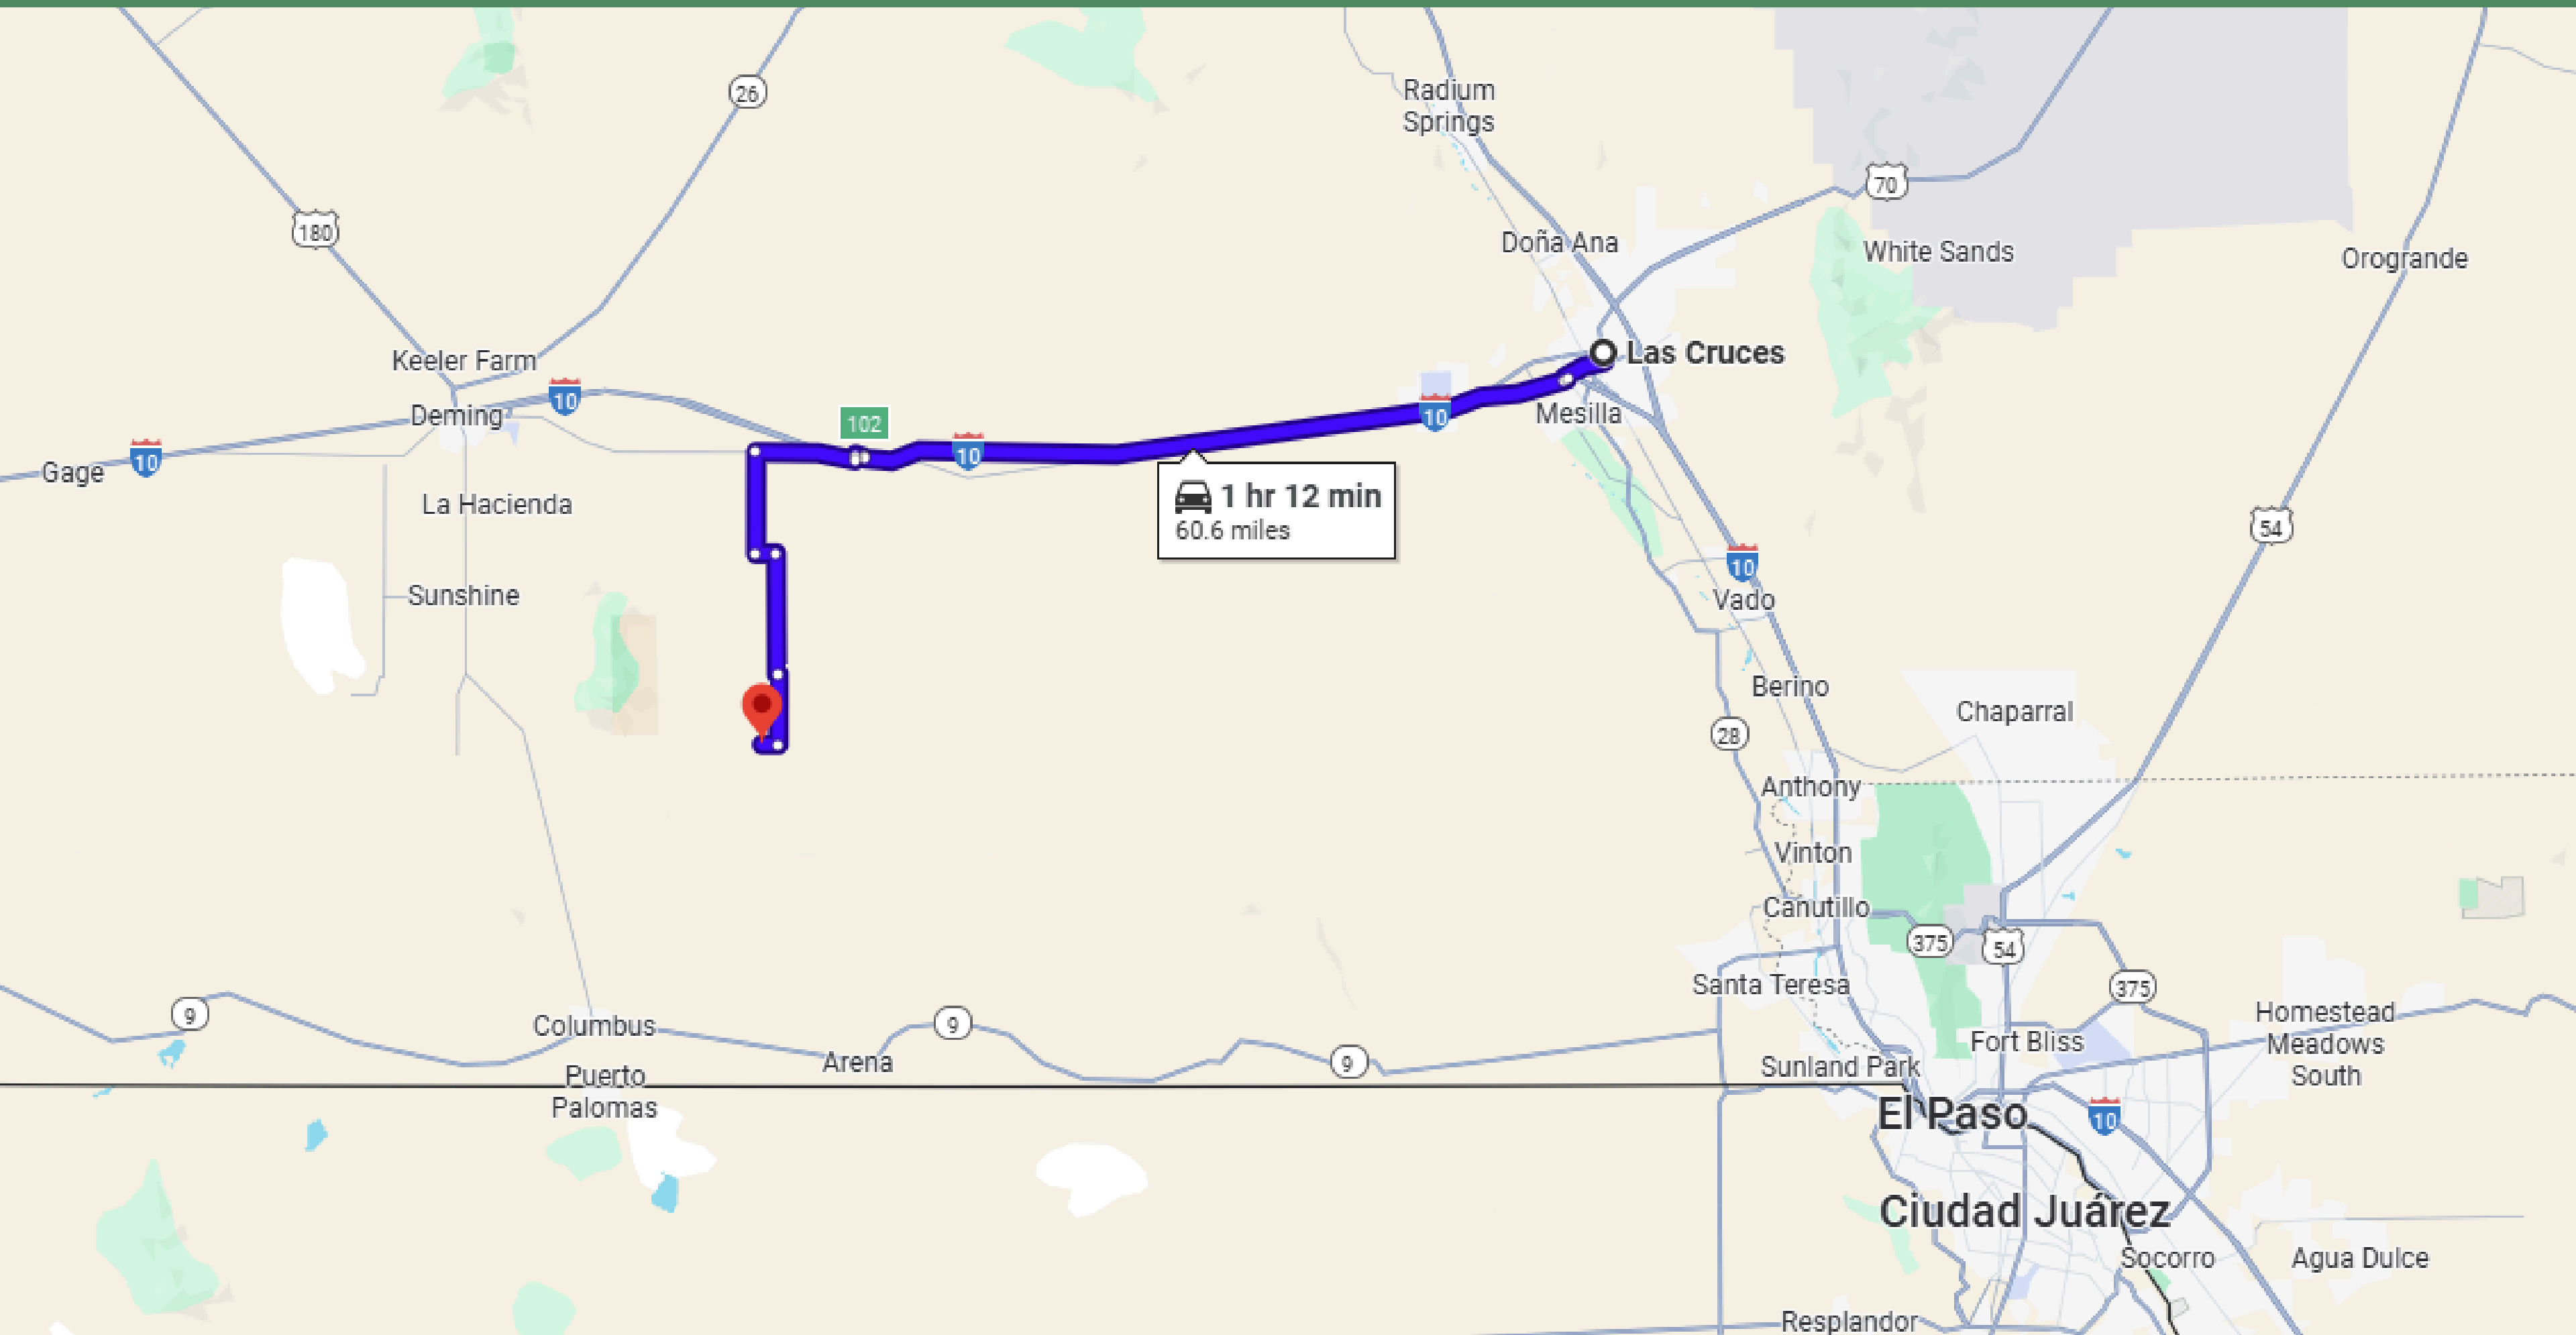 26
Radium
Springs
70
180
Doña Ana
White Sands
Orogrande
Keeler Farm
Las Cruces
10
Deming
102
10
Mesilla
10
10
Gage
La Hacienda
1 hr 12 min
60.6 miles
54
10
Sunshine
Vado
Berino
Chaparral
28
Anthony
Vinton
Canutillo
375
54
Santa Teresa
375
9
Columbus
9
Arena
9
Homestead
Meadows
South
Fort Bliss
Sunland Park
Puerto
Palomas
El Paso
10
Ciudad Juárez
Socorro
Agua Dulce
Resplandor